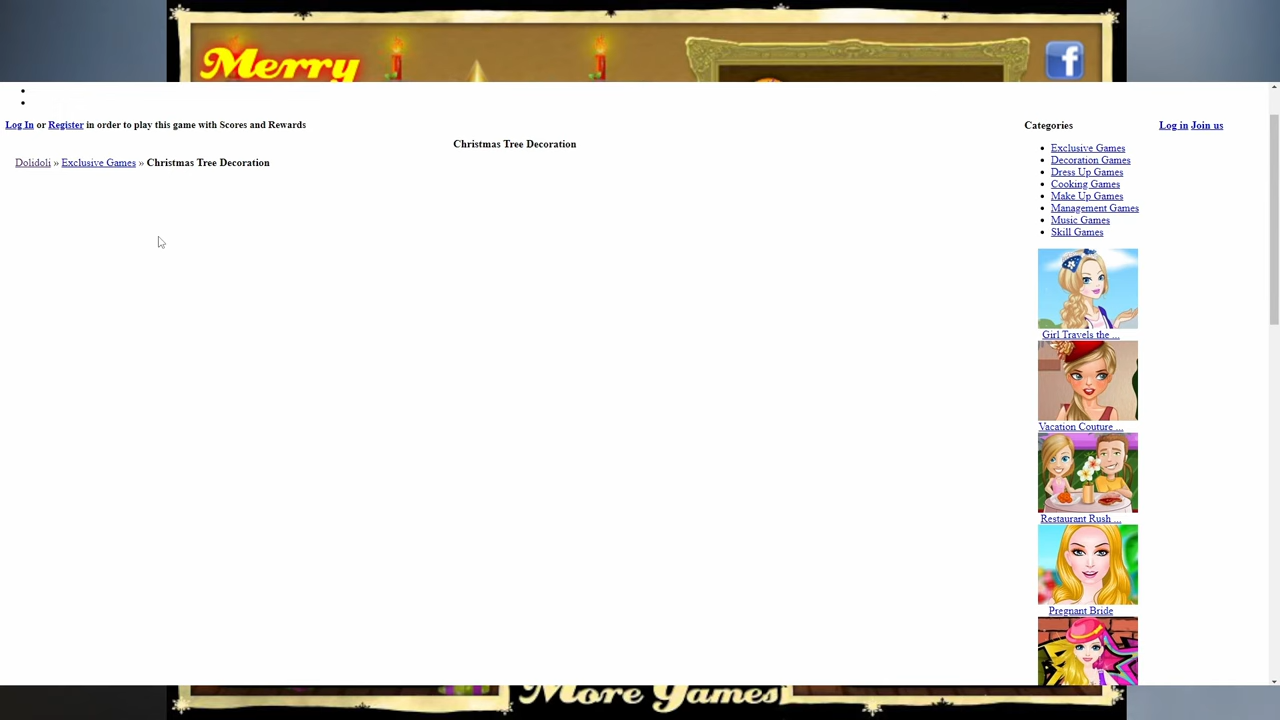 Merry
f
Log In or Register in order to play this game with Scores and Rewards
Christmas Tree Decoration
Dolidoli » Exclusive Games » Christmas Tree Decoration
Categories
Exclusive Games
Decoration Games
Dress Up Games
Cooking Games
Make Up Games
Management Games
Music Games
Skill Games
Girl Travels the ...
Vacation Couture ...
Restaurant Rush ...
Pregnant Bride
Log in Join us
More Games